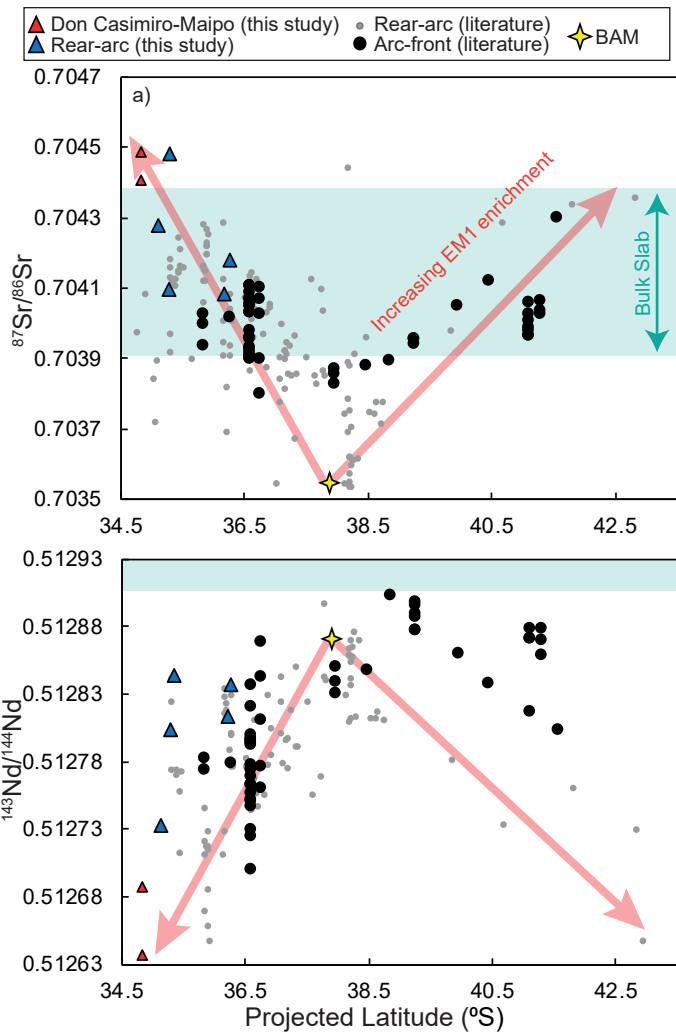 Don Casimiro-Maipo (this study)
Rear-arc (literature)
BAM
Rear-arc (this study)
Arc-front (literature)
a)
0.7047
0.7045
0.7043
0.7041
0.7039
0.7037
0.7035
87Sr/86Sr
Increasing EM1 enrichment
Bulk Slab
34.5
36.5
38.5
40.5
42.5
0.51293
0.51288
0.51283
0.51278
0.51273
0.51268
0.51263
143Nd/144Nd
34.5
36.5
38.5
40.5
42.5
Projected Latitude (ºS)